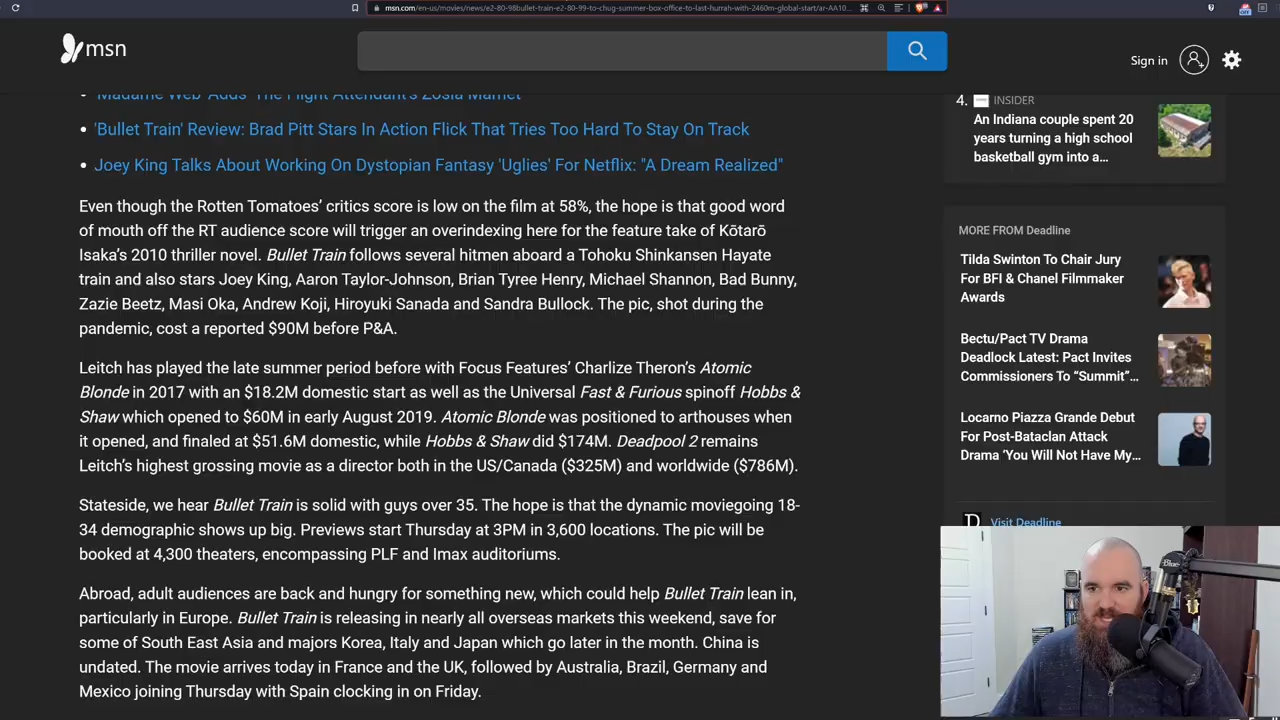 msn.com/en-us/movies/news/e2-80-98bullet-train-e2-80-99-to-chug-summer-box-office-to-last-hurrah-with-2460m-global-start/ar-AA10...
OFF
msn
Sign in
'Madame Web' Adds 'The Flight Attendant's Zosia Mamet
'Bullet Train' Review: Brad Pitt Stars In Action Flick That Tries Too Hard To Stay On Track
Joey King Talks About Working On Dystopian Fantasy 'Uglies' For Netflix: "A Dream Realized"
Even though the Rotten Tomatoes' critics score is low on the film at 58%, the hope is that good word
of mouth off the RT audience score will trigger an overindexing here for the feature take of Kōtarō
Isaka's 2010 thriller novel. Bullet Train follows several hitmen aboard a Tohoku Shinkansen Hayate
train and also stars Joey King, Aaron Taylor-Johnson, Brian Tyree Henry, Michael Shannon, Bad Bunny,
Zazie Beetz, Masi Oka, Andrew Koji, Hiroyuki Sanada and Sandra Bullock. The pic, shot during the
pandemic, cost a reported $90M before P&A.
Leitch has played the late summer period before with Focus Features' Charlize Theron's Atomic
Blonde in 2017 with an $18.2M domestic start as well as the Universal Fast & Furious spinoff Hobbs &
Shaw which opened to $60M in early August 2019. Atomic Blonde was positioned to arthouses when
it opened, and finaled at $51.6M domestic, while Hobbs & Shaw did $174M. Deadpool 2 remains
Leitch's highest grossing movie as a director both in the US/Canada ($325M) and worldwide ($786M).
Stateside, we hear Bullet Train is solid with guys over 35. The hope is that the dynamic moviegoing 18-
34 demographic shows up big. Previews start Thursday at 3PM in 3,600 locations. The pic will be
booked at 4,300 theaters, encompassing PLF and Imax auditoriums.
Abroad, adult audiences are back and hungry for something new, which could help Bullet Train lean in,
particularly in Europe. Bullet Train is releasing in nearly all overseas markets this weekend, save for
some of South East Asia and majors Korea, Italy and Japan which go later in the month. China is
undated. The movie arrives today in France and the UK, followed by Australia, Brazil, Germany and
Mexico joining Thursday with Spain clocking in on Friday.
4. INSIDER
An Indiana couple spent 20
years turning a high school
basketball gym into a...
MORE FROM Deadline
Tilda Swinton To Chair Jury
For BFI & Chanel Filmmaker
Awards
Bectu/Pact TV Drama
Deadlock Latest: Pact Invites
Commissioners To “Summit”...
Locarno Piazza Grande Debut
For Post-Bataclan Attack
Drama ‘You Will Not Have My...
D Visit Deadline
Blue